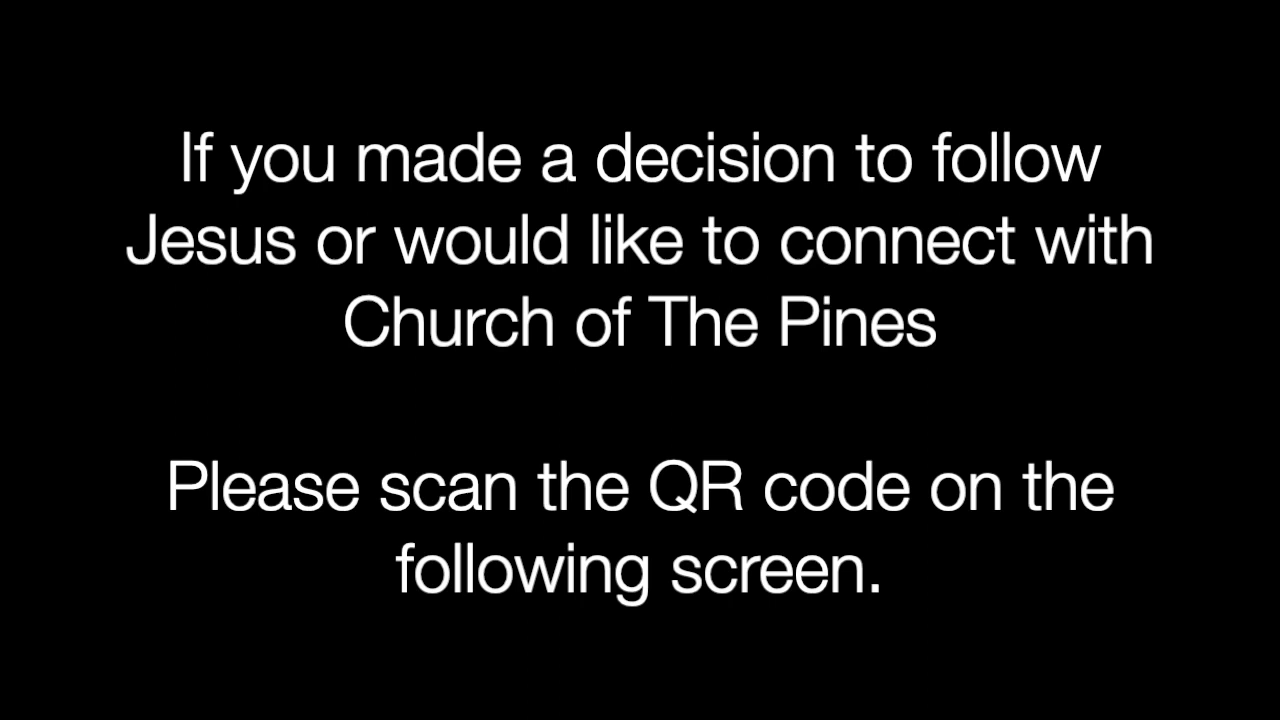 If you made a decision to follow
Jesus or would like to connect with
Church of The Pines
Please scan the QR code on the
following screen.